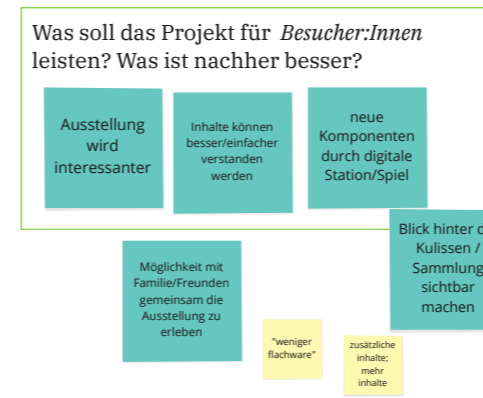 Was soll das Projekt für Besucher:Innen
leisten? Was ist nachher besser?
Ausstellung
wird
interessanter
Inhalte können
besser/einfacher
verstanden
werden
neue
Komponenten
durch digitale
Station/Spiel
Blick hinter d
Kulissen /
Sammlung
sichtbar
machen
Möglichkeit mit
Familie/Freunden
gemeinsam die
Ausstellung zu
erleben
"weniger
flachware"
zusätzliche
inhalte;
mehr
inhalte